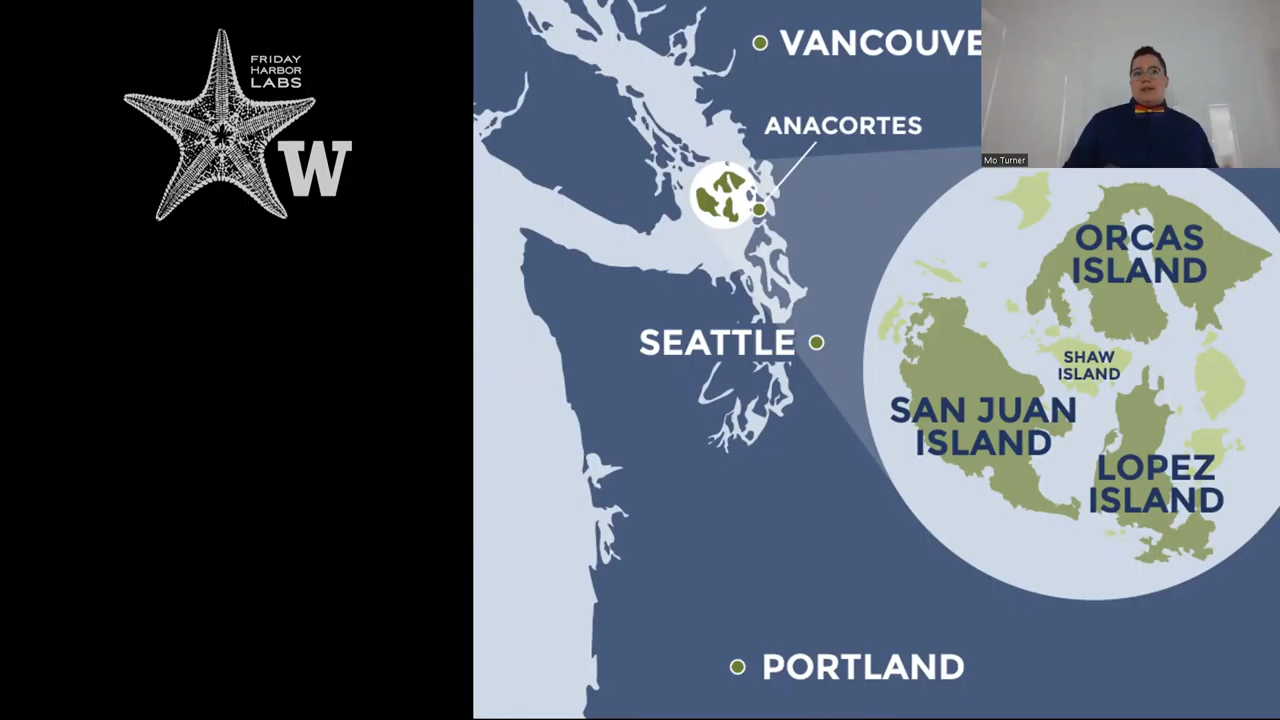 FRIDAY
HARBOR
LABS
W
VANCOUVE
ANACORTES
Mo Turner
ORCAS
ISLAND
SEATTLE
SHAW
ISLAND
SAN JUAN
ISLAND
LOPEZ
ISLAND
PORTLAND